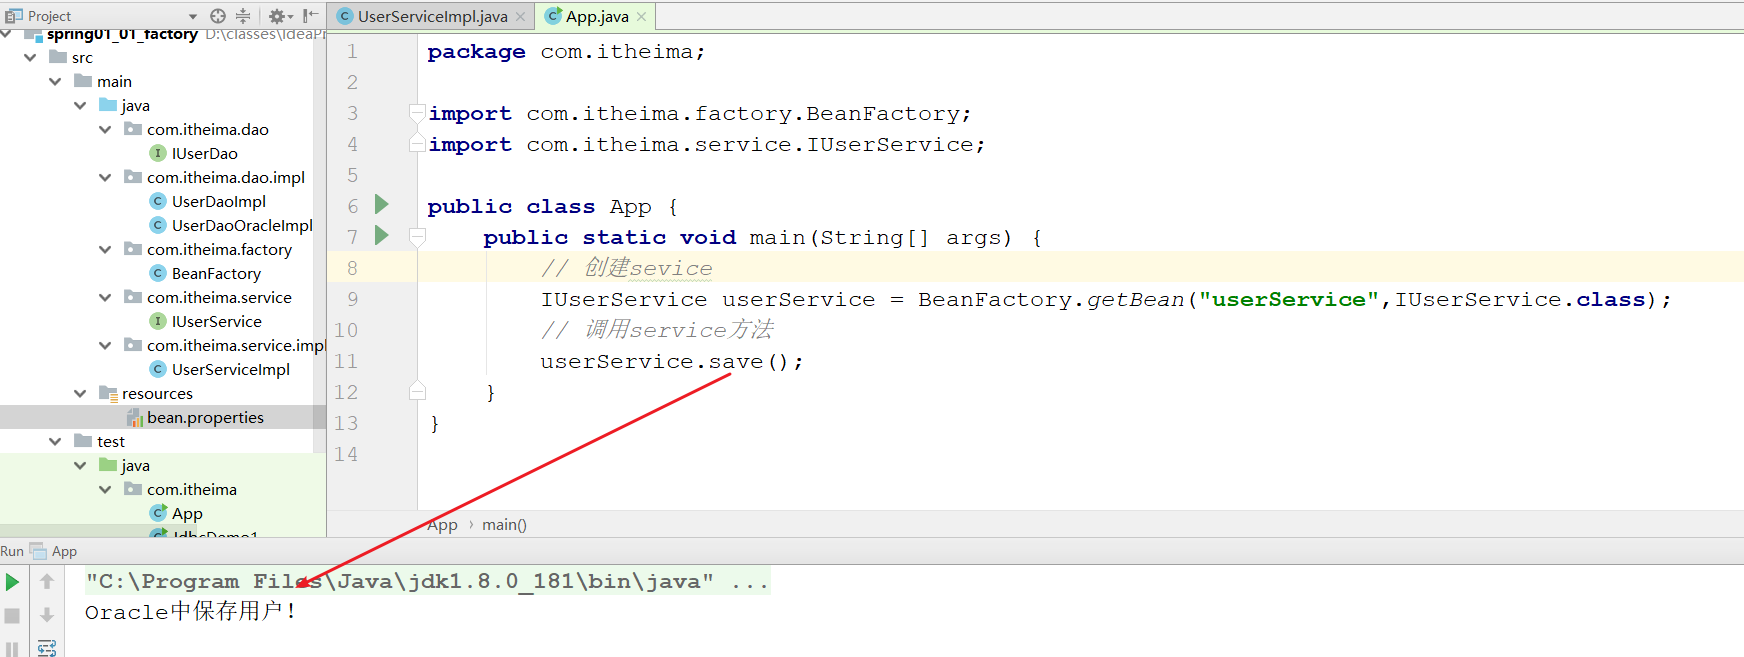 Project
UserServiceImpl.java
App.java
spring01_01_factory D:\classes\IdeaPr
src
main
java
com.itheima.dao
IUserDao
com.itheima.dao.impl
UserDaoImpl
UserDaoOracleImpl
com.itheima.factory
BeanFactory
com.itheima.service
IUserService
com.itheima.service.impl
UserServiceImpl
resources
bean.properties
test
java
com.itheima
App
JdbcDemo1
1 package com.itheima;
2
3 import com.itheima.factory.BeanFactory;
4 import com.itheima.service.IUserService;
5
6 public class App {
7 public static void main(String[] args) {
8 // 创建sevice
9 IUserService userService = BeanFactory.getBean("userService",IUserService.class);
10 // 调用service方法
11 userService.save();
12 }
13 }
14
App › main()
Run App
"C:\Program Files\Java\jdk1.8.0_181\bin\java" ...
Oracle中保存用户!